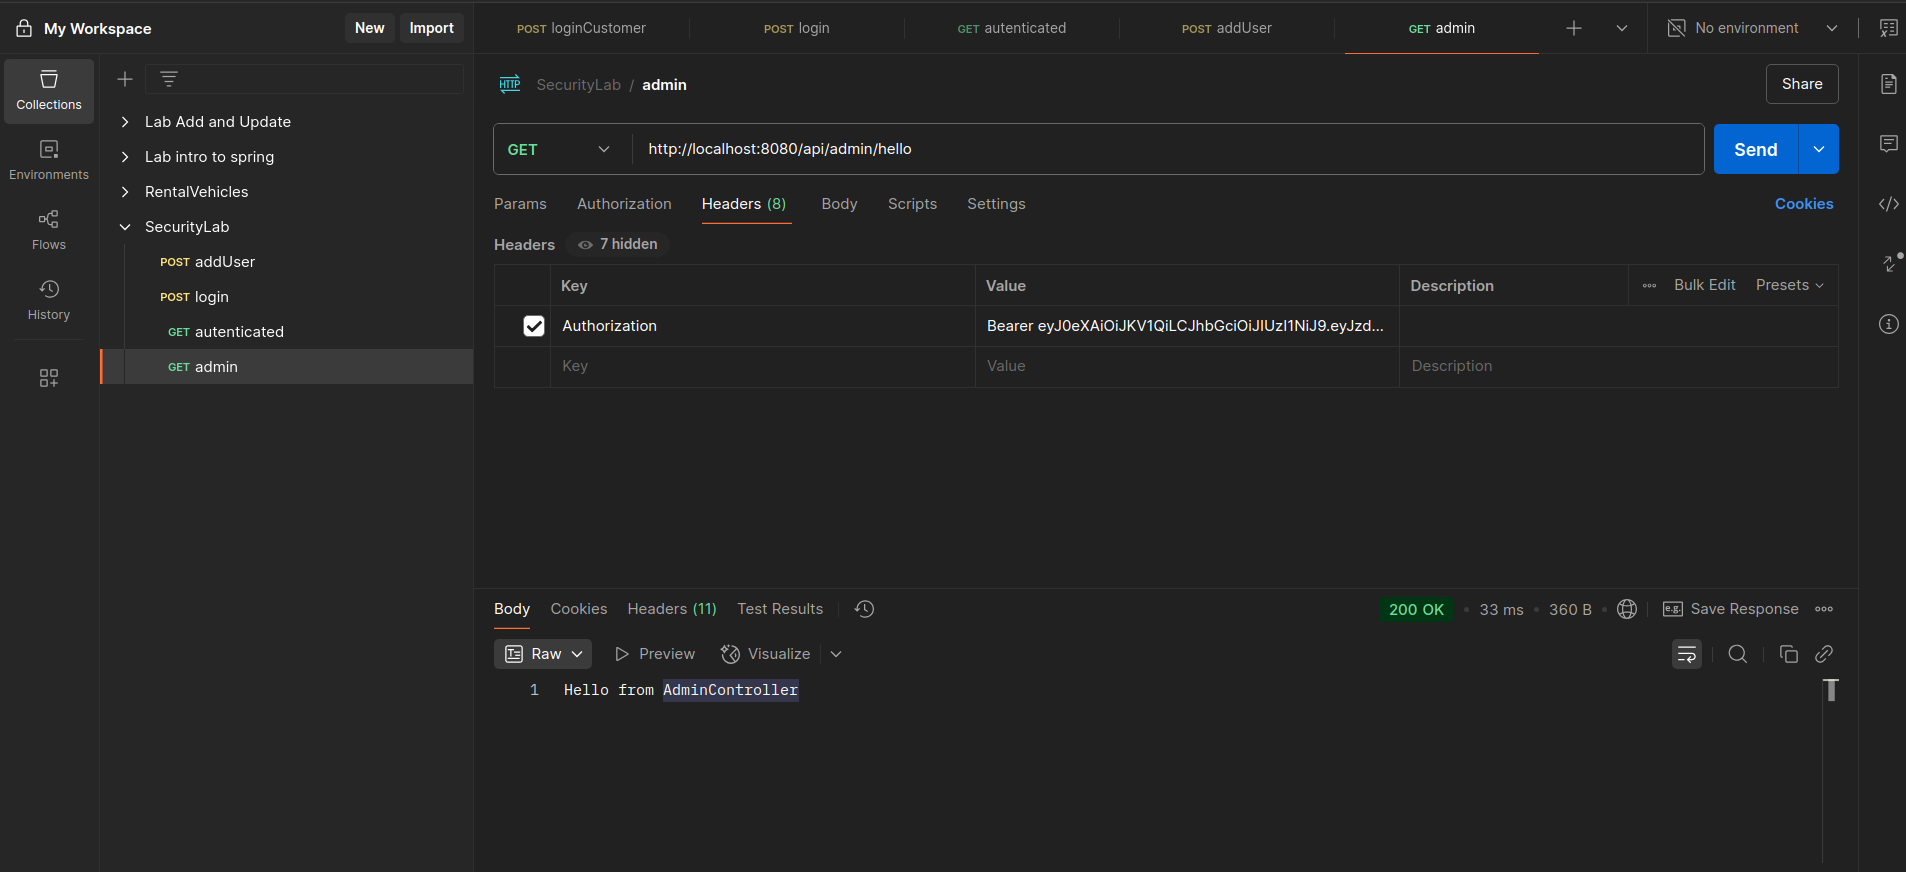 My Workspace
New
Import
POST loginCustomer
POST login
GET autenticated
POST addUser
GET admin
No environment
Collections
Environments
Flows
History
Lab Add and Update
Lab intro to spring
RentalVehicles
SecurityLab
POST addUser
POST login
GET autenticated
GET admin
HTTP SecurityLab / admin
Share
GET http://localhost:8080/api/admin/hello
Send
Params Authorization Headers (8) Body Scripts Settings
Cookies
Headers 7 hidden
Key Value Description Bulk Edit Presets
Authorization Bearer eyJ0eXAiOiJKV1QiLCJhbGciOiJIUzI1NiJ9.eyJzd...
Key Value Description
Body Cookies Headers (11) Test Results
200 OK • 33 ms • 360 B • e.g. Save Response
Raw Preview Visualize
1 Hello from AdminController